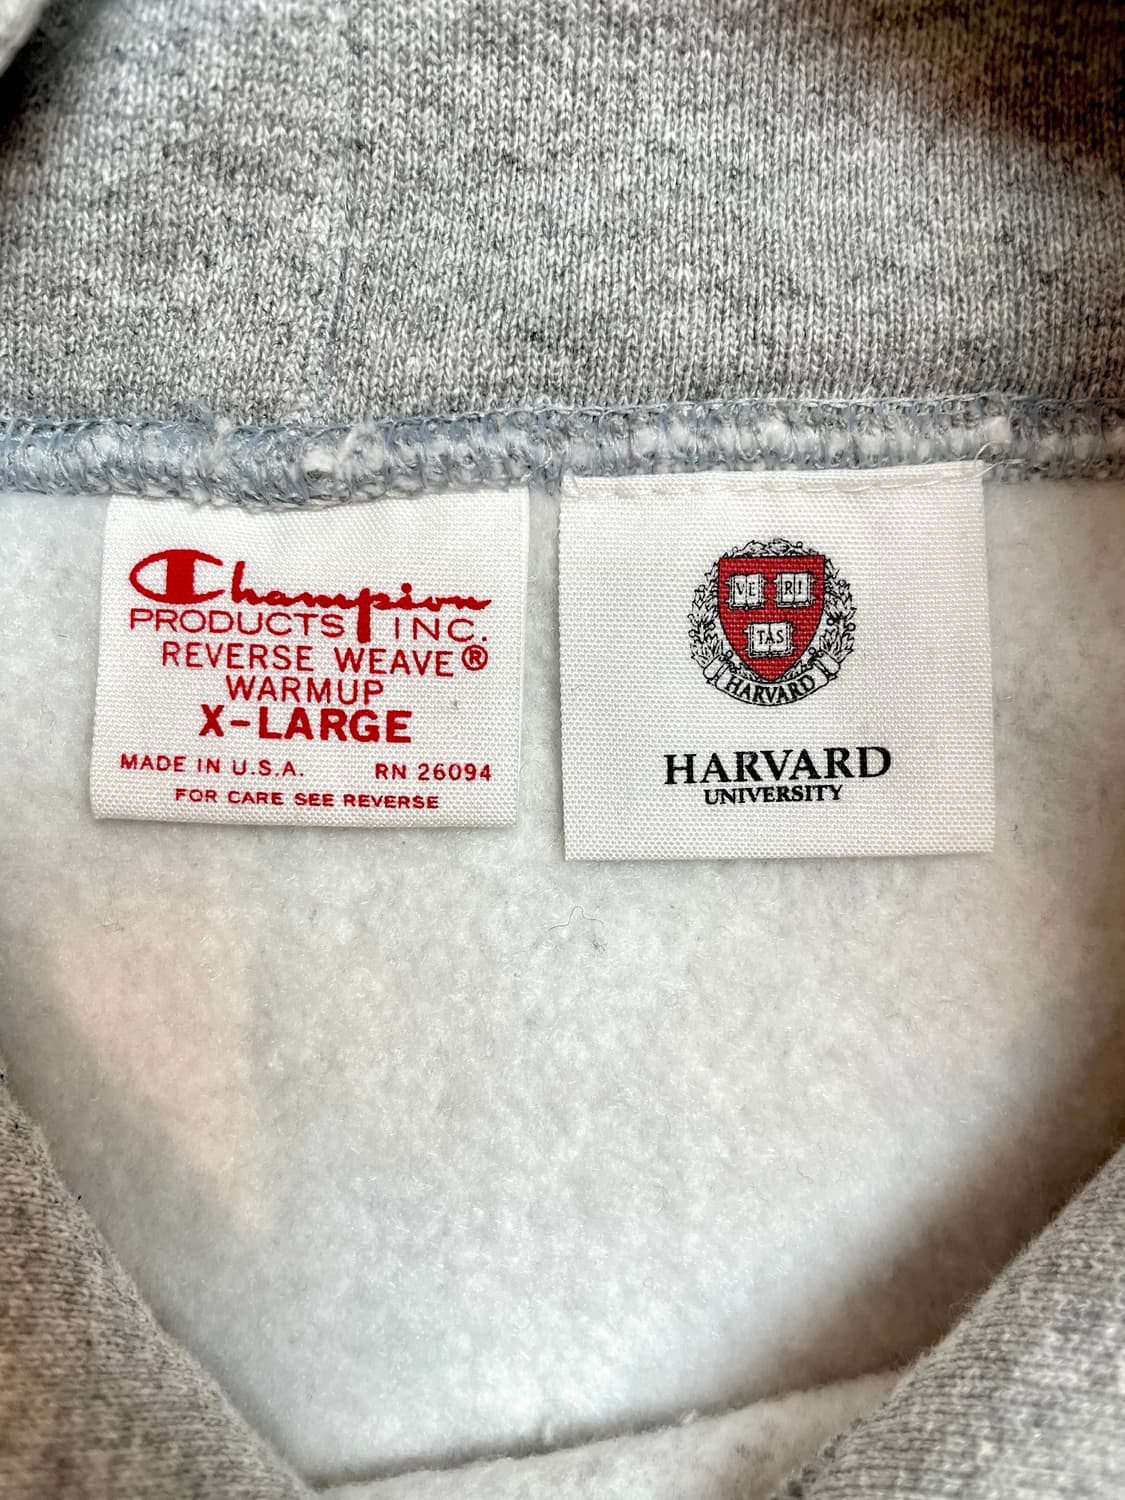 Champion
PRODUCTS INC.
REVERSE WEAVE®
WARMUP
X-LARGE
MADE IN U.S.A. RN 26094
FOR CARE SEE REVERSE
VE RI
TAS
HARVARD
HARVARD
UNIVERSITY